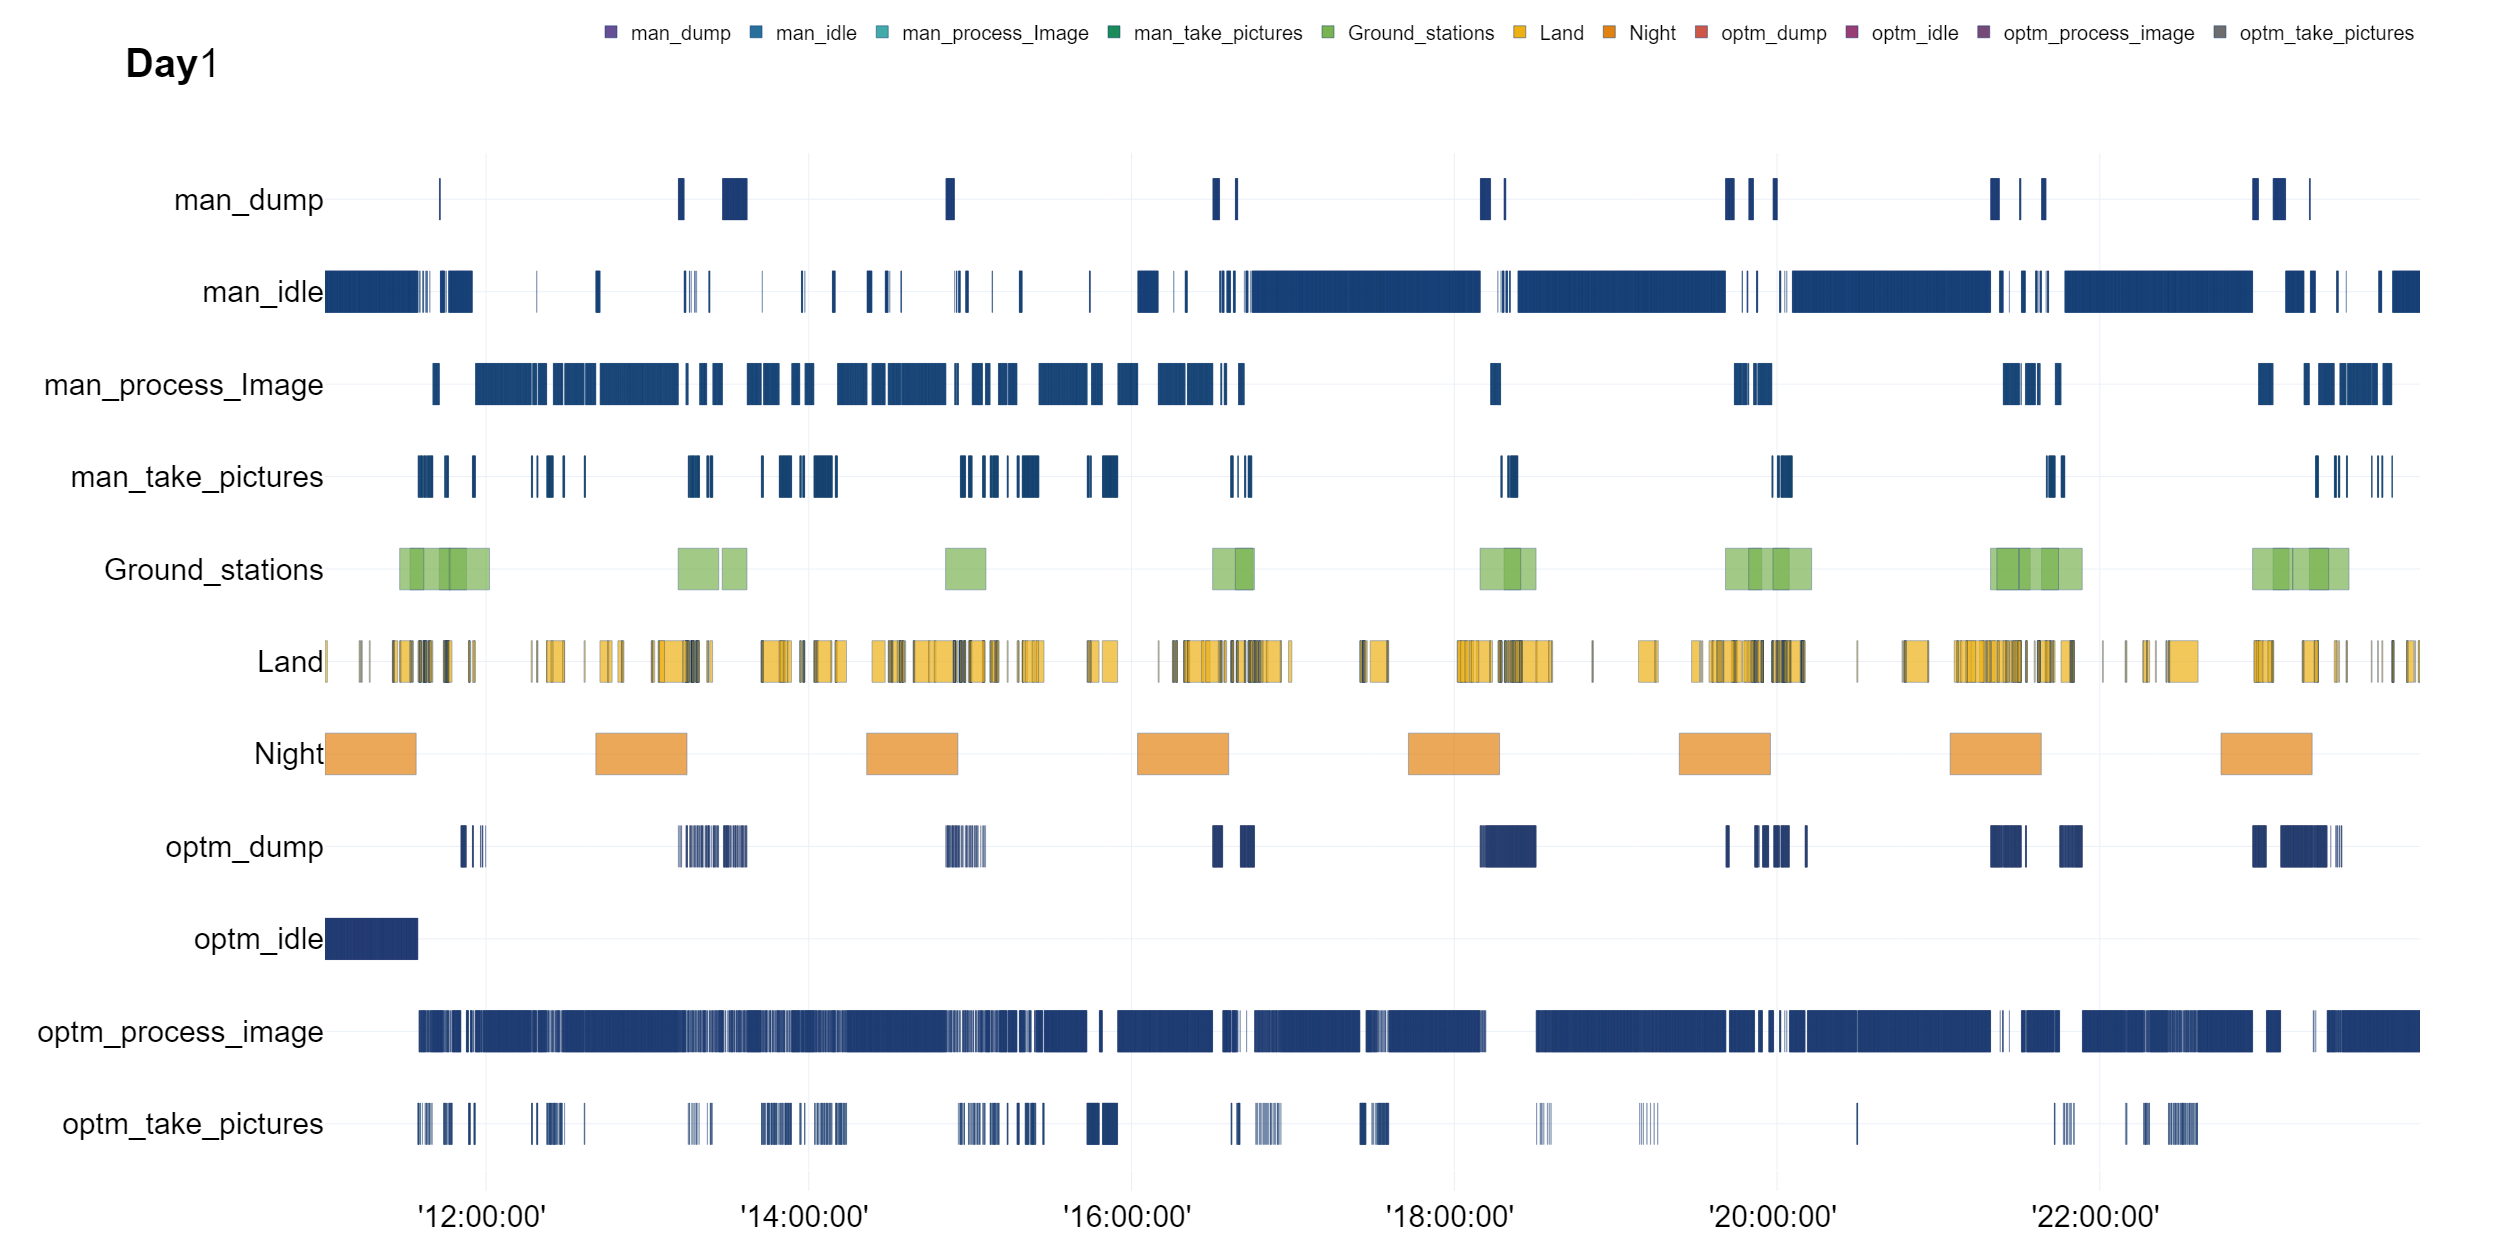 man_dump man_idle man_process_Image man_take_pictures Ground_stations Land Night optm_dump optm_idle optm_process_image optm_take_pictures
Day1
man_dump
man_idle
man_process_Image
man_take_pictures
Ground_stations
Land
Night
optm_dump
optm_idle
optm_process_image
optm_take_pictures
'12:00:00' '14:00:00' '16:00:00' '18:00:00' '20:00:00' '22:00:00'